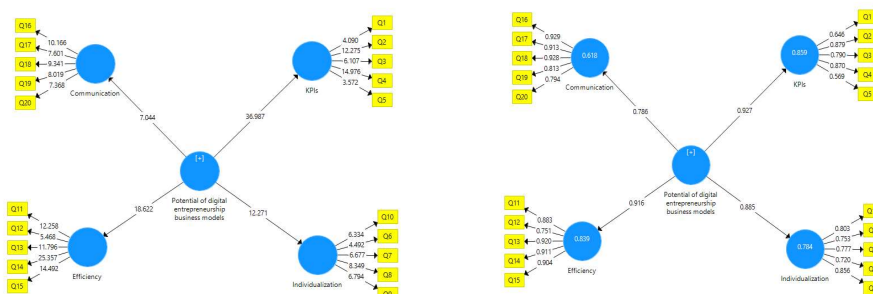 Q16
Q17
Q18
Q19
Q20
10.166
7.601
9.341
8.019
7.368
Communication
Q1
Q2
Q3
Q4
Q5
4.090
12.275
6.107
14.976
3.572
KPIs
7.044
36.987
[+]
Potential of digital
entrepreneurship
business models
18.622
12.271
Q11
Q12
Q13
Q14
Q15
12.258
5.468
11.796
25.357
14.492
Efficiency
Q10
Q6
Q7
Q8
Q9
6.334
4.492
6.677
8.349
6.794
Individualization
Q16
Q17
Q18
Q19
Q20
0.929
0.913
0.928
0.813
0.794
0.618
Communication
Q1
Q2
Q3
Q4
Q5
0.646
0.879
0.790
0.870
0.569
0.859
KPIs
0.786
0.927
[+]
Potential of digital
entrepreneurship
business models
0.916
0.885
Q11
Q12
Q13
Q14
Q15
0.883
0.751
0.920
0.911
0.904
0.839
Efficiency
0.803
0.753
0.777
0.720
0.856
0.784
Individualization